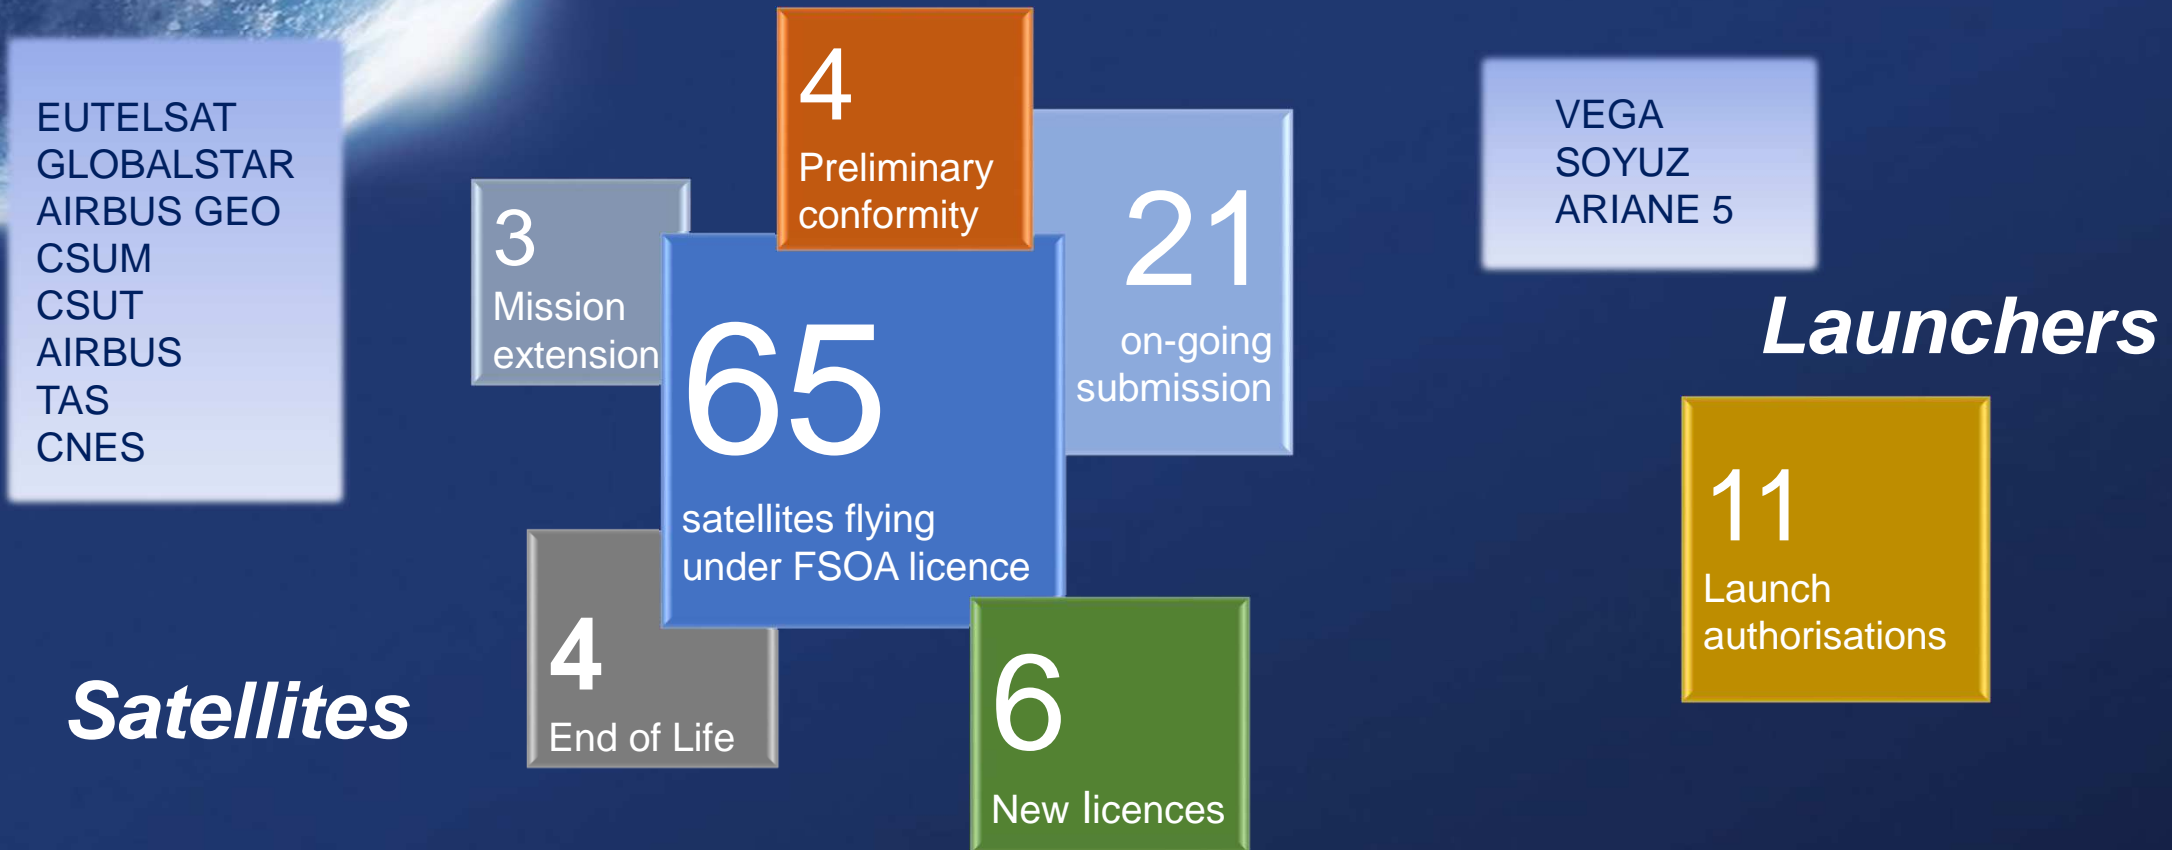 EUTELSAT
GLOBALSTAR
AIRBUS GEO
CSUM
CSUT
AIRBUS
TAS
CNES
Satellites
3
Mission
extension
4
Preliminary
conformity
21
on-going
submission
65
satellites flying
under FSOA licence
4
End of Life
6
New licences
VEGA
SOYUZ
ARIANE 5
Launchers
11
Launch
authorisations